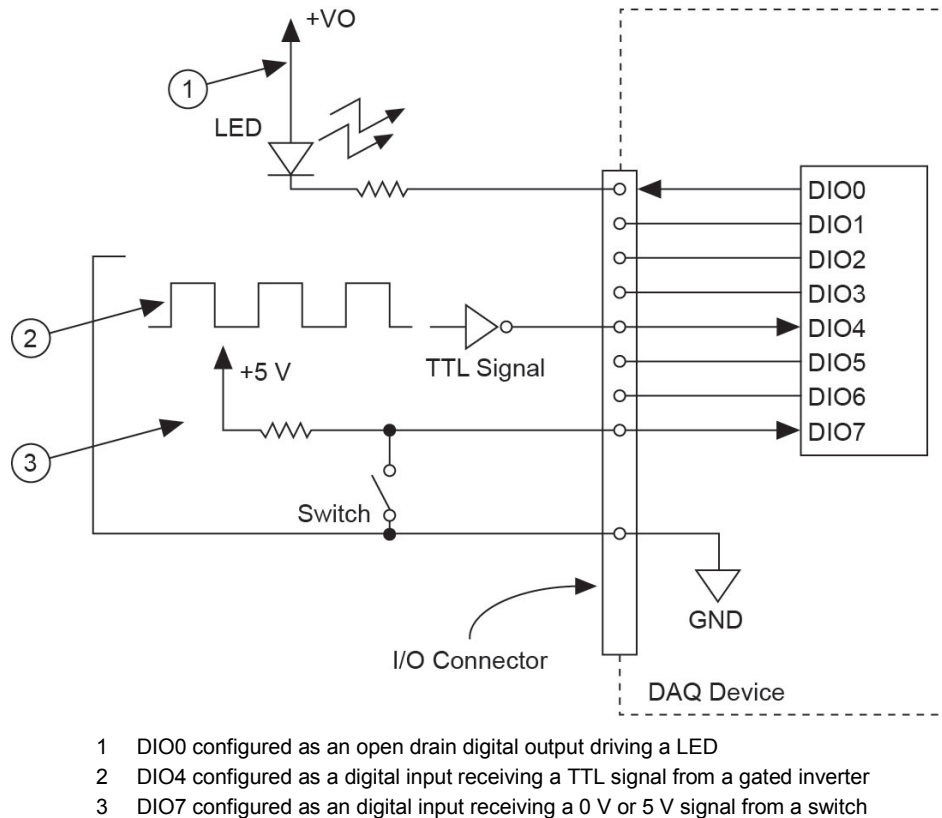 +VO
1
LED
DIO0
DIO1
DIO2
DIO3
DIO4
DIO5
DIO6
DIO7
2
TTL Signal
+5 V
3
Switch
GND
I/O Connector
DAQ Device
1 DIO0 configured as an open drain digital output driving a LED
2 DIO4 configured as a digital input receiving a TTL signal from a gated inverter
3 DIO7 configured as an digital input receiving a 0 V or 5 V signal from a switch